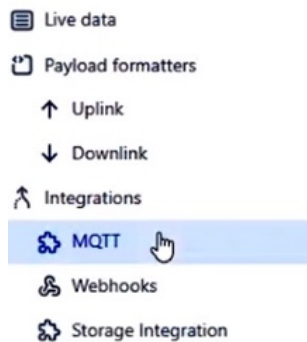 Live data
Payload formatters
Uplink
Downlink
Integrations
MQTT
Webhooks
Storage Integration